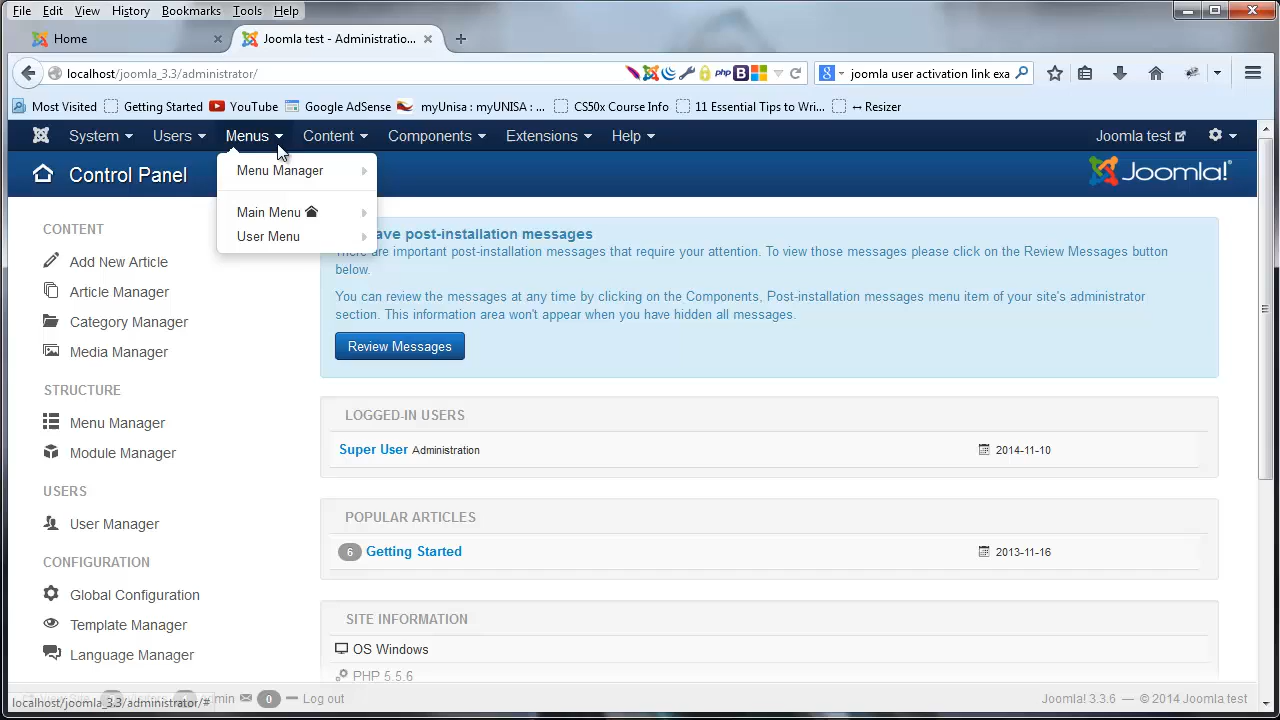 File Edit View History Bookmarks Tools Help
Home Joomla test - Administratio...
localhost/joomla_3.3/administrator/ php B joomla user activation link exa
Most Visited Getting Started YouTube Google AdSense myUnisa : myUNISA : ... CS50x Course Info 11 Essential Tips to Wri... ↔ Resizer
System Users Menus Content Components Extensions Help Joomla test
Control Panel Joomla!
Menu Manager
Main Menu
User Menu
CONTENT
Add New Article
Article Manager
Category Manager
Media Manager
STRUCTURE
Menu Manager
Module Manager
USERS
User Manager
CONFIGURATION
Global Configuration
Template Manager
Language Manager
have post-installation messages
There are important post-installation messages that require your attention. To view those messages please click on the Review Messages button
below.
You can review the messages at any time by clicking on the Components, Post-installation messages menu item of your site's administrator
section. This information area won't appear when you have hidden all messages.
Review Messages
LOGGED-IN USERS
Super User Administration 2014-11-10
POPULAR ARTICLES
6 Getting Started 2013-11-16
SITE INFORMATION
OS Windows
PHP 5.5.6
localhost/joomla_3.3/administrator/#
0 Log out Joomla! 3.3.6 — © 2014 Joomla test